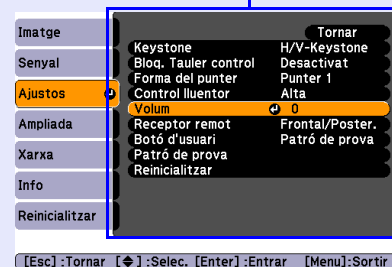 Imatge
Senyal
Ajustos
Ampliada
Xarxa
Info
Reinicialitzar
Tornar
Keystone H/V-Keystone
Bloq. Tauler control Desactivat
Forma del punter Punter 1
Control lluentor Alta
Volum 0
Receptor remot Frontal/Poster.
Botó d'usuari Patró de prova
Patró de prova
Reinicialitzar
[Esc] :Tornar [◆] :Selec. [Enter] :Entrar [Menu]:Sortir